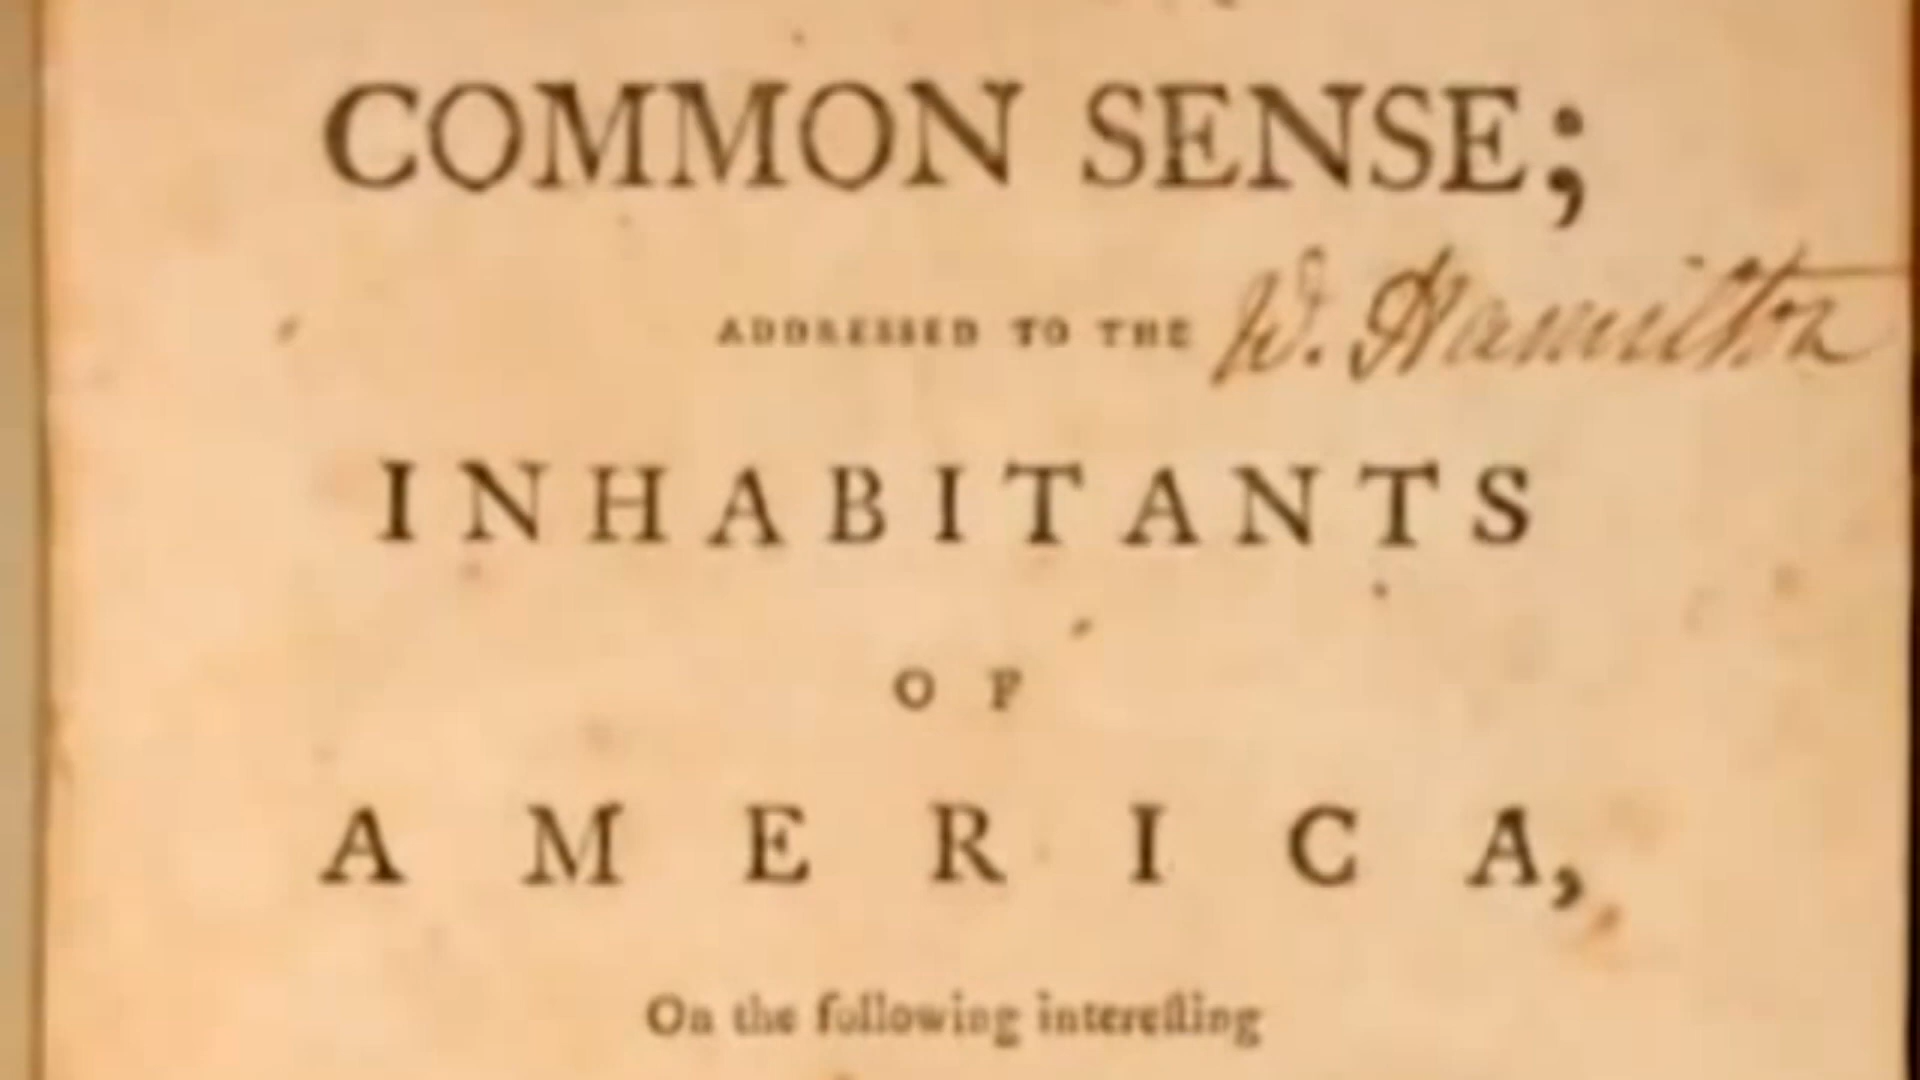 COMMON SENSE;
ADDRESSED TO THE W. Hamilton
INHABITANTS
OF
AMERICA,
On the following intereſting